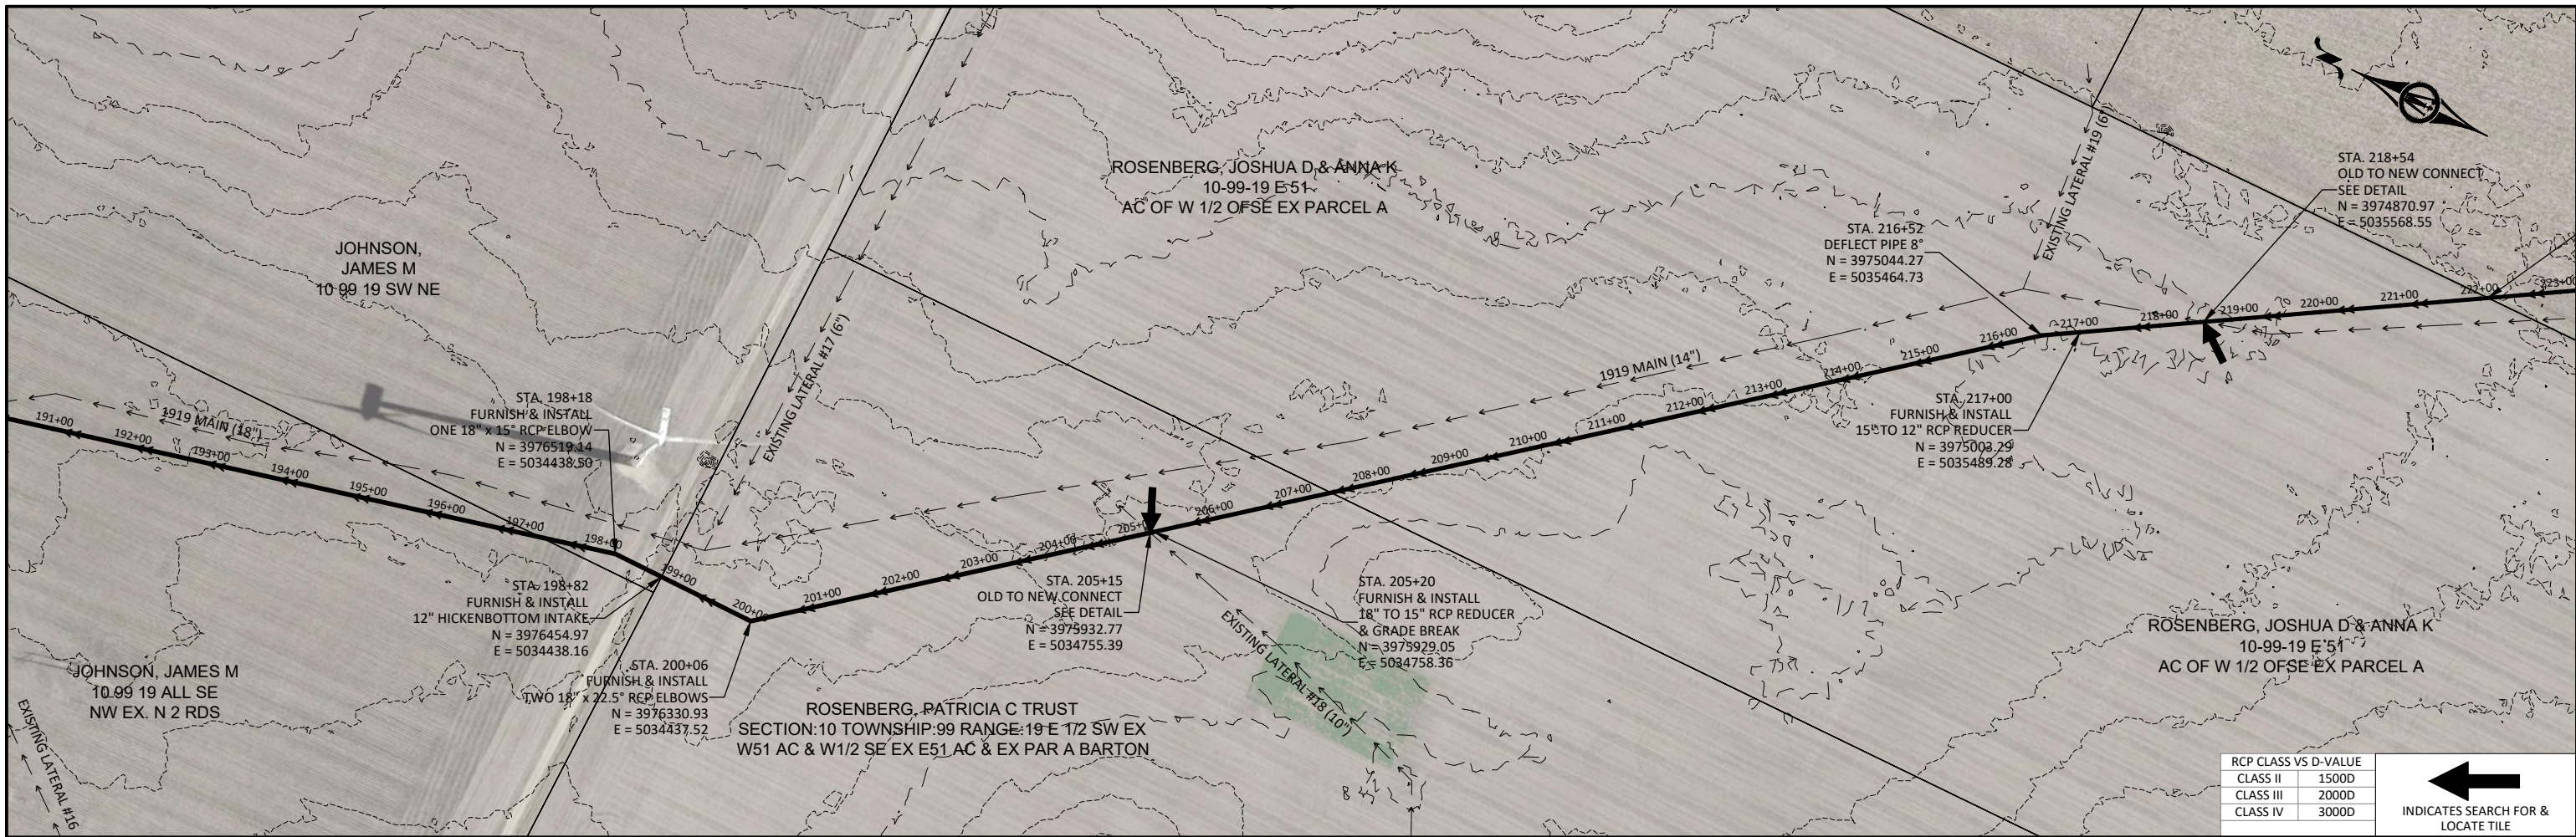 ROSENBERG, JOSHUA D & ANNA K
10-99-19 E 51
AC OF W 1/2 OFSE EX PARCEL A
JOHNSON,
JAMES M
10 99 19 SW NE
STA. 218+54
OLD TO NEW CONNECT
SEE DETAIL
N = 3974870.97
E = 5035568.55
EXISTING LATERAL #19 (6")
STA. 216+52
DEFLECT PIPE 8°
N = 3975044.27
E = 5035464.73
EXISTING LATERAL #17 (6")
1919 MAIN (14")
1919 MAIN (18")
STA. 198+18
FURNISH & INSTALL
ONE 18" x 15° RCP ELBOW
N = 3976519.14
E = 5034438.50
STA. 217+00
FURNISH & INSTALL
15" TO 12" RCP REDUCER
N = 3975003.29
E = 5035489.28
191+00
192+00
193+00
194+00
195+00
196+00
197+00
198+00
199+00
200+00
201+00
202+00
203+00
204+00
205+00
206+00
207+00
208+00
209+00
210+00
211+00
212+00
213+00
214+00
215+00
216+00
217+00
218+00
219+00
220+00
221+00
222+00
223+00
STA. 198+82
FURNISH & INSTALL
12" HICKENBOTTOM INTAKE
N = 3976454.97
E = 5034438.16
STA. 205+15
OLD TO NEW CONNECT
SEE DETAIL
N = 3975932.77
E = 5034755.39
STA. 205+20
FURNISH & INSTALL
18" TO 15" RCP REDUCER
& GRADE BREAK
N = 3975929.05
E = 5034758.36
EXISTING LATERAL #18 (10")
STA. 200+06
FURNISH & INSTALL
TWO 18" x 22.5° RCP ELBOWS
N = 3976330.93
E = 5034437.52
JOHNSON, JAMES M
10 99 19 ALL SE
NW EX. N 2 RDS
EXISTING LATERAL #16
ROSENBERG, PATRICIA C TRUST
SECTION:10 TOWNSHIP:99 RANGE:19 E 1/2 SW EX
W51 AC & W1/2 SE EX E51 AC & EX PAR A BARTON
ROSENBERG, JOSHUA D & ANNA K
10-99-19 E 51
AC OF W 1/2 OFSE EX PARCEL A
RCP CLASS VS D-VALUE
CLASS II 1500D
CLASS III 2000D
CLASS IV 3000D
INDICATES SEARCH FOR &
LOCATE TILE